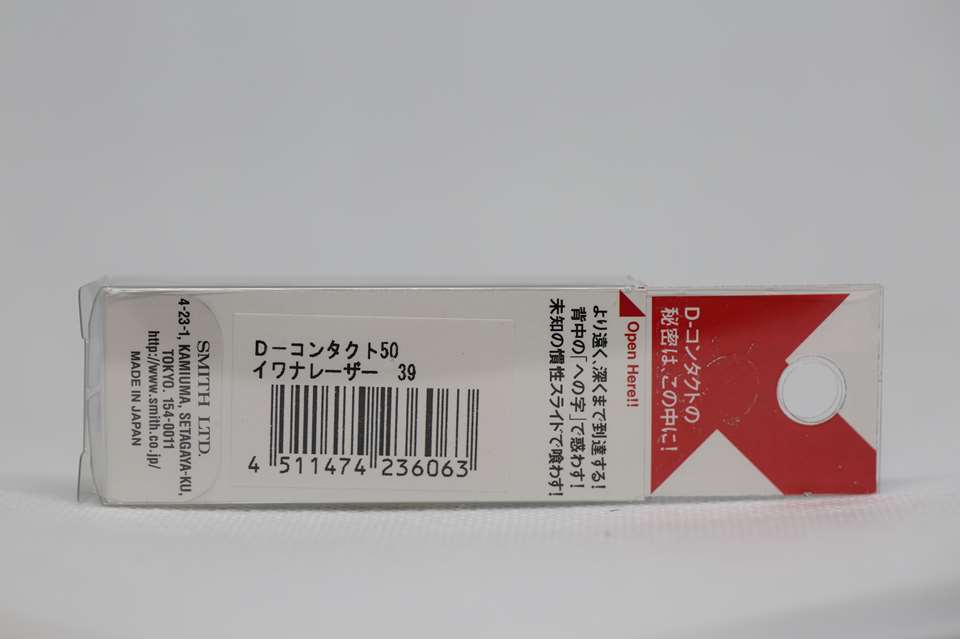 SMITH LTD.
4-23-1, KAMIUMA, SETAGAYA-KU,
TOKYO. 154-0011
http://www.smith.co.jp/
MADE IN JAPAN
D-コンタクト50
イワナレーザー 39
4 511474 236063
より遠く、深くまで到達する!
背中の「への字」で惑わす!
未知の慣性スライドで喰わす!
Open Here!!
D-コンタクトの
秘密は、この中に!